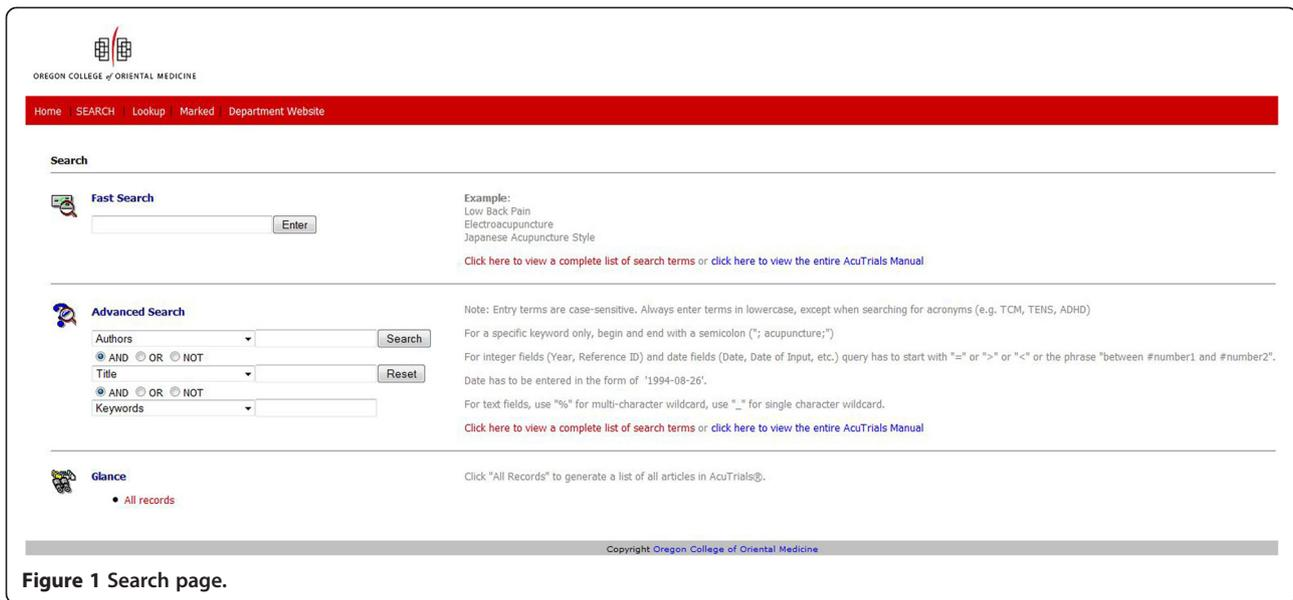 OREGON COLLEGE of ORIENTAL MEDICINE
Home SEARCH Lookup Marked Department Website
Search
Fast Search
Enter
Example:
Low Back Pain
Electroacupuncture
Japanese Acupuncture Style
Click here to view a complete list of search terms or click here to view the entire AcuTrials Manual
Advanced Search
Authors
Search
AND OR NOT
Title
Reset
AND OR NOT
Keywords
Note: Entry terms are case-sensitive. Always enter terms in lowercase, except when searching for acronyms (e.g. TCM, TENS, ADHD)
For a specific keyword only, begin and end with a semicolon ("; acupuncture;")
For integer fields (Year, Reference ID) and date fields (Date, Date of Input, etc.) query has to start with "=" or ">" or "<" or the phrase "between #number1 and #number2".
Date has to be entered in the form of '1994-08-26'.
For text fields, use "%" for multi-character wildcard, use "_" for single character wildcard.
Click here to view a complete list of search terms or click here to view the entire AcuTrials Manual
Glance
• All records
Click "All Records" to generate a list of all articles in AcuTrials®.
Copyright Oregon College of Oriental Medicine
Figure 1 Search page.